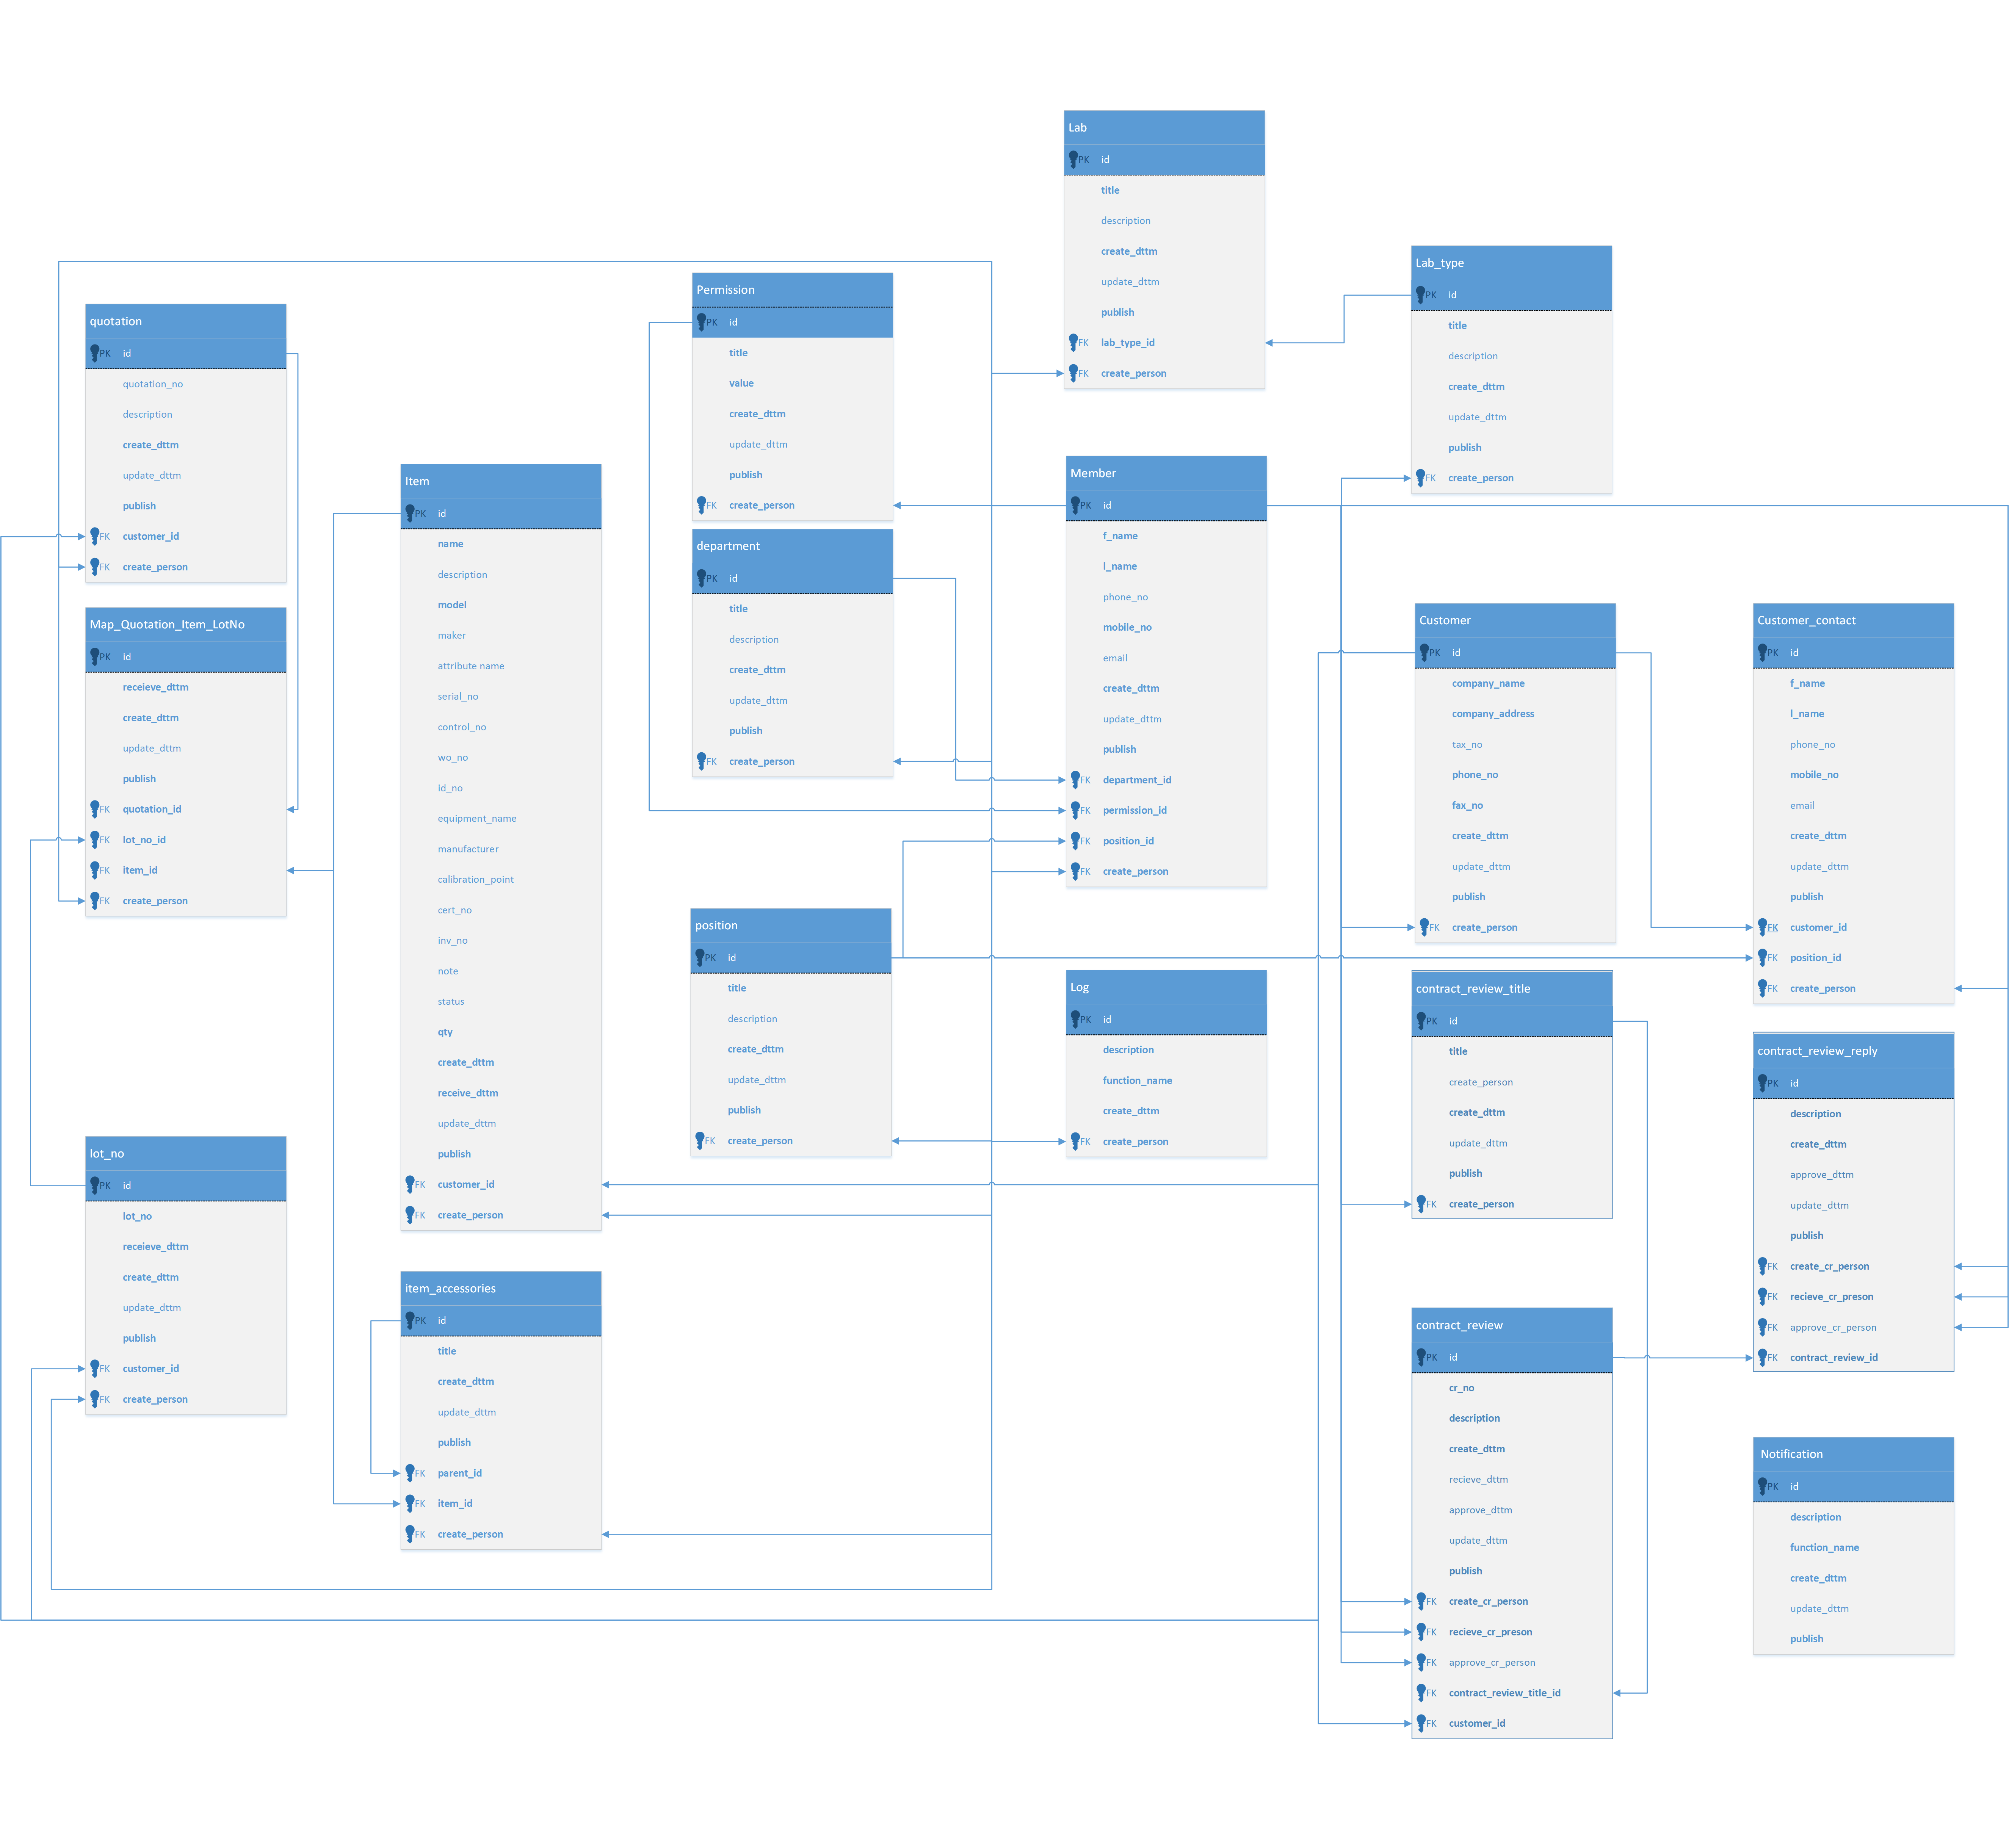 Lab
PK id
title
description
create_dttm
update_dttm
publish
FK lab_type_id
FK create_person
Lab_type
PK id
title
description
create_dttm
update_dttm
publish
FK create_person
Permission
PK id
title
value
create_dttm
update_dttm
publish
FK create_person
quotation
PK id
quotation_no
description
create_dttm
update_dttm
publish
FK customer_id
FK create_person
Item
PK id
name
description
model
maker
attribute name
serial_no
control_no
wo_no
id_no
equipment_name
manufacturer
calibration_point
cert_no
inv_no
note
status
qty
create_dttm
receive_dttm
update_dttm
publish
FK customer_id
FK create_person
department
PK id
title
description
create_dttm
update_dttm
publish
FK create_person
Member
PK id
f_name
l_name
phone_no
mobile_no
email
create_dttm
update_dttm
publish
FK department_id
FK permission_id
FK position_id
FK create_person
Map_Quotation_Item_LotNo
PK id
receieve_dttm
create_dttm
update_dttm
publish
FK quotation_id
FK lot_no_id
FK item_id
FK create_person
Customer
PK id
company_name
company_address
tax_no
phone_no
fax_no
create_dttm
update_dttm
publish
FK create_person
Customer_contact
PK id
f_name
l_name
phone_no
mobile_no
email
create_dttm
update_dttm
publish
FK customer_id
FK position_id
FK create_person
position
PK id
title
description
create_dttm
update_dttm
publish
FK create_person
Log
PK id
description
function_name
create_dttm
FK create_person
contract_review_title
PK id
title
create_person
create_dttm
update_dttm
publish
FK create_person
contract_review_reply
PK id
description
create_dttm
approve_dttm
update_dttm
publish
FK create_cr_person
FK recieve_cr_preson
FK approve_cr_person
FK contract_review_id
lot_no
PK id
lot_no
receieve_dttm
create_dttm
update_dttm
publish
FK customer_id
FK create_person
item_accessories
PK id
title
create_dttm
update_dttm
publish
FK parent_id
FK item_id
FK create_person
contract_review
PK id
cr_no
description
create_dttm
recieve_dttm
approve_dttm
update_dttm
publish
FK create_cr_person
FK recieve_cr_preson
FK approve_cr_person
FK contract_review_title_id
FK customer_id
Notification
PK id
description
function_name
create_dttm
update_dttm
publish